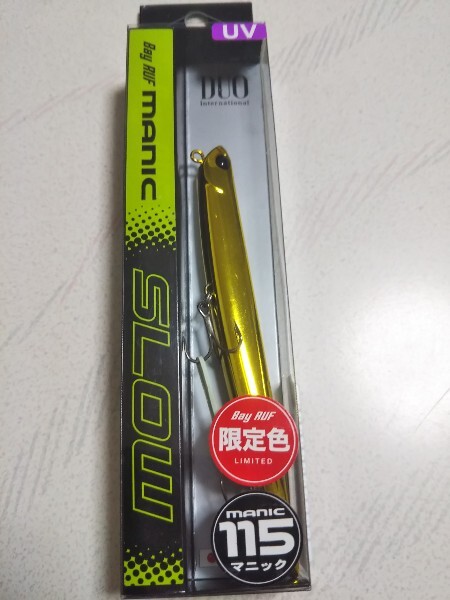 UV
DUO
International
Bay RUF MANIC
SLOW
Bay RUF
限定色
LIMITED
MANIC
115
マニック